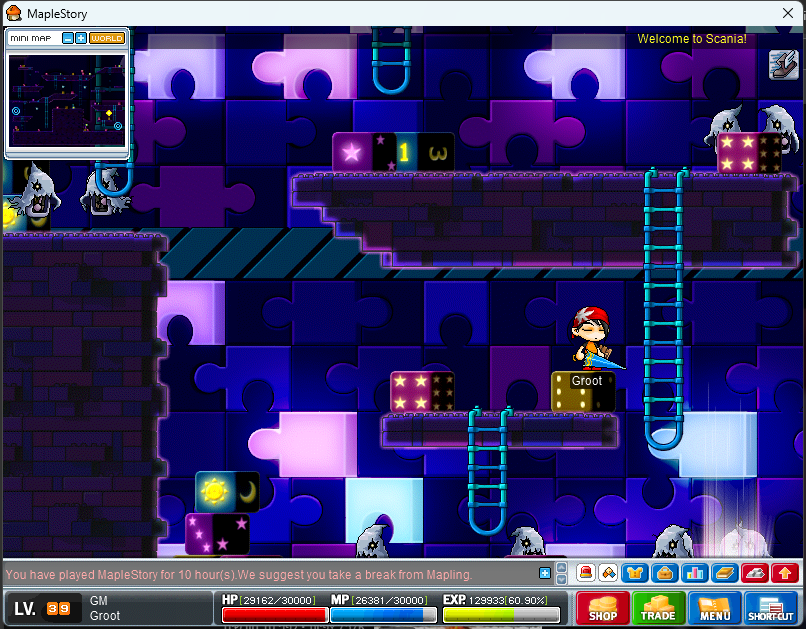 MapleStory
MINI MAP
WORLD
Welcome to Scania!
1
Groot
You have played MapleStory for 10 hour(s).We suggest you take a break from Mapling.
LV. 39
GM
Groot
HP[29162/30000] MP[26381/30000] EXP 129933[60.90%]
SHOP
TRADE
MENU
SHORTCUT